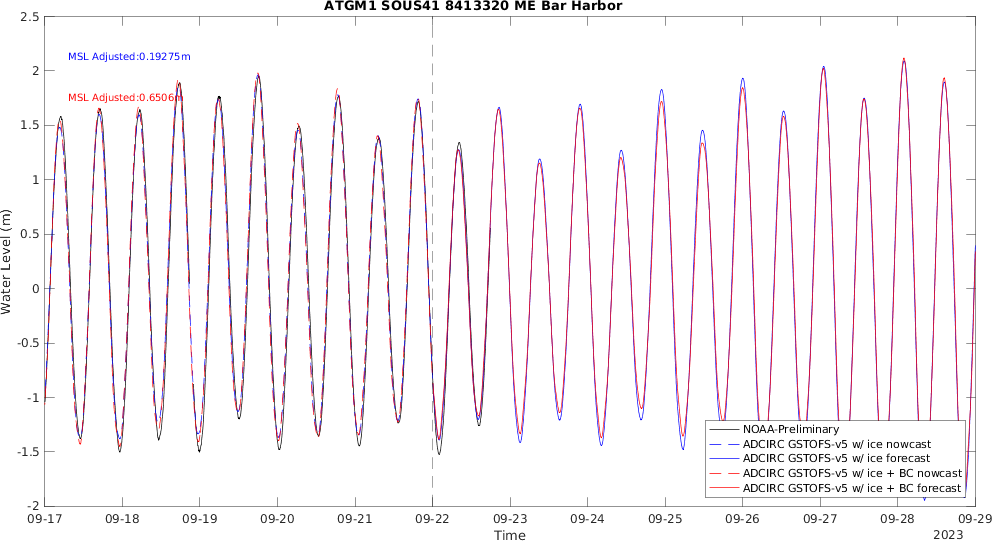 ATGM1 SOUS41 8413320 ME Bar Harbor
2.5
2
1.5
1
0.5
0
-0.5
-1
-1.5
-2
Water Level (m)
MSL Adjusted:0.19275m
MSL Adjusted:0.6506m
NOAA-Preliminary
ADCIRC GSTOFS-v5 w/ ice nowcast
ADCIRC GSTOFS-v5 w/ ice forecast
ADCIRC GSTOFS-v5 w/ ice + BC nowcast
ADCIRC GSTOFS-v5 w/ ice + BC forecast
09-17 09-18 09-19 09-20 09-21 09-22 09-23 09-24 09-25 09-26 09-27 09-28 09-29
Time
2023